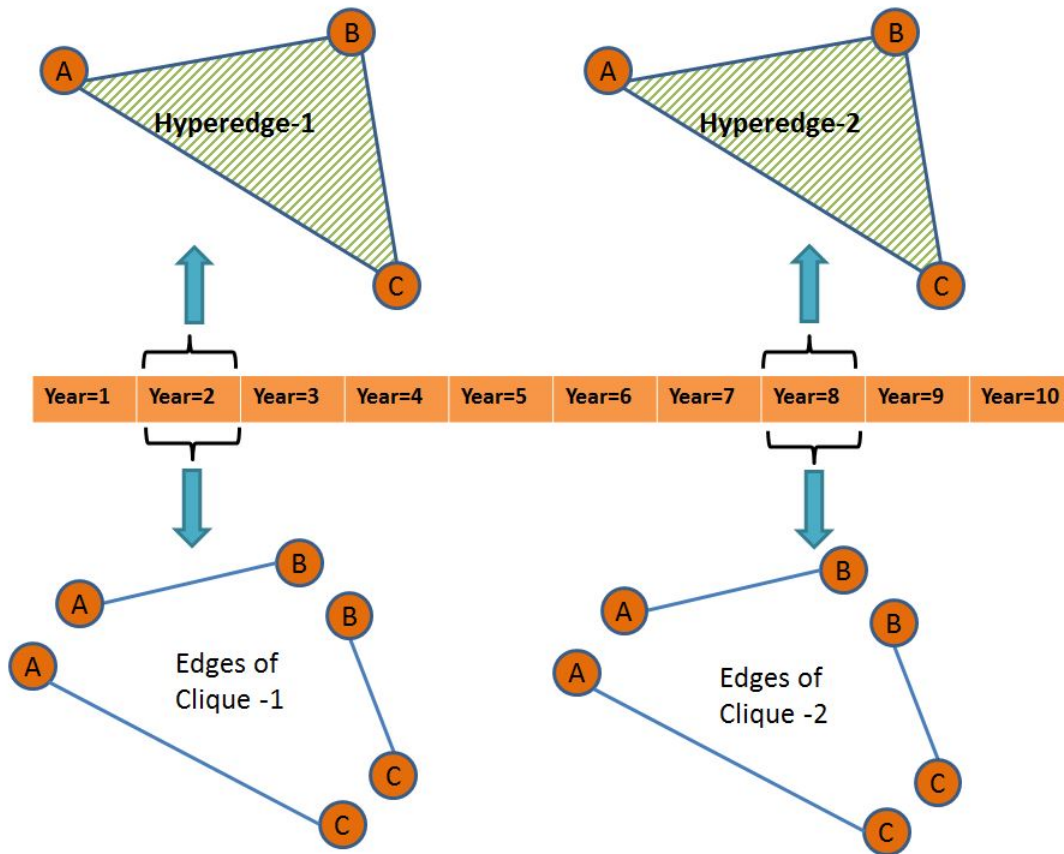 B
B
A
A
Hyperedge-1
Hyperedge-2
C
C
Year=1 Year=2 Year=3 Year=4 Year=5 Year=6 Year=7 Year=8 Year=9 Year=10
B
B
A
A
B
B
A
A
Edges of
Clique -1
Edges of
Clique -2
C
C
C
C